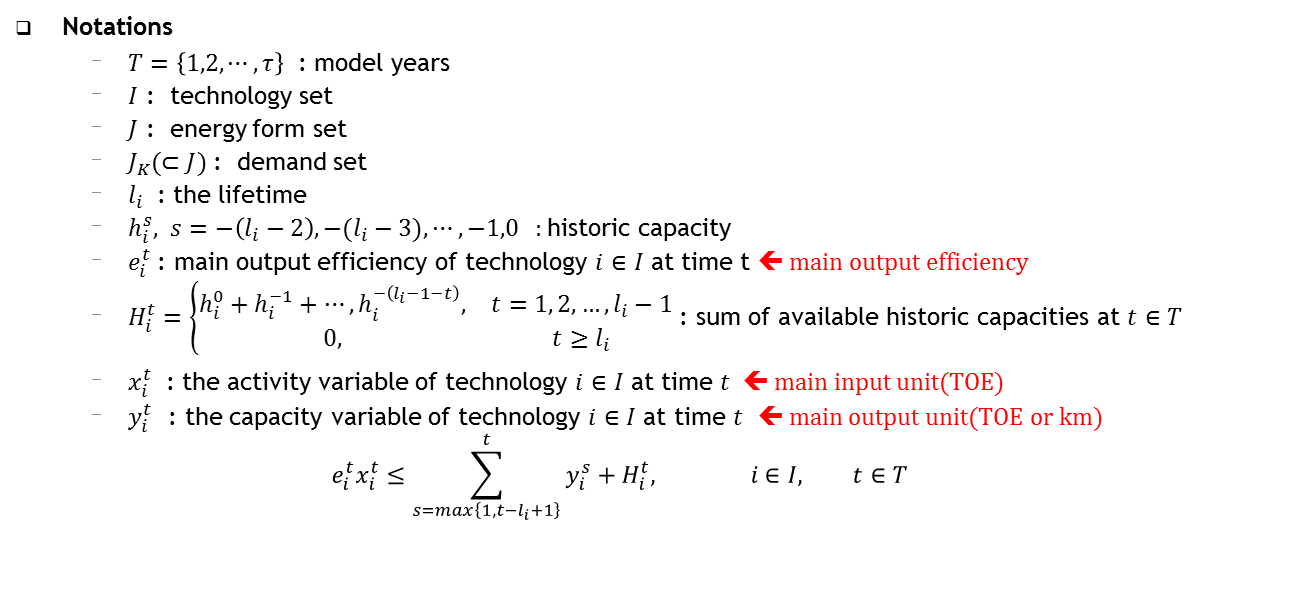 ❑ Notations
− T = {1,2,⋯,τ} : model years
− I : technology set
− J : energy form set
− J_K(⊂ J) : demand set
− l_i : the lifetime
− h_i^s, s = −(l_i − 2), −(l_i − 3), ⋯, −1,0 : historic capacity
− e_i^t : main output efficiency of technology i ∈ I at time t 🡸 main output efficiency
− H_i^t = { h_i^0 + h_i^{-1} + ⋯, h_i^{-(l_i-1-t)}, t = 1, 2, …, l_i − 1
0, t ≥ l_i : sum of available historic capacities at t ∈ T
− x_i^t : the activity variable of technology i ∈ I at time t 🡸 main input unit(TOE)
− y_i^t : the capacity variable of technology i ∈ I at time t 🡸 main output unit(TOE or km)
e_i^t x_i^t ≤ ∑_{s=max{1,t−l_i+1}}^{t} y_i^s + H_i^t, i ∈ I, t ∈ T